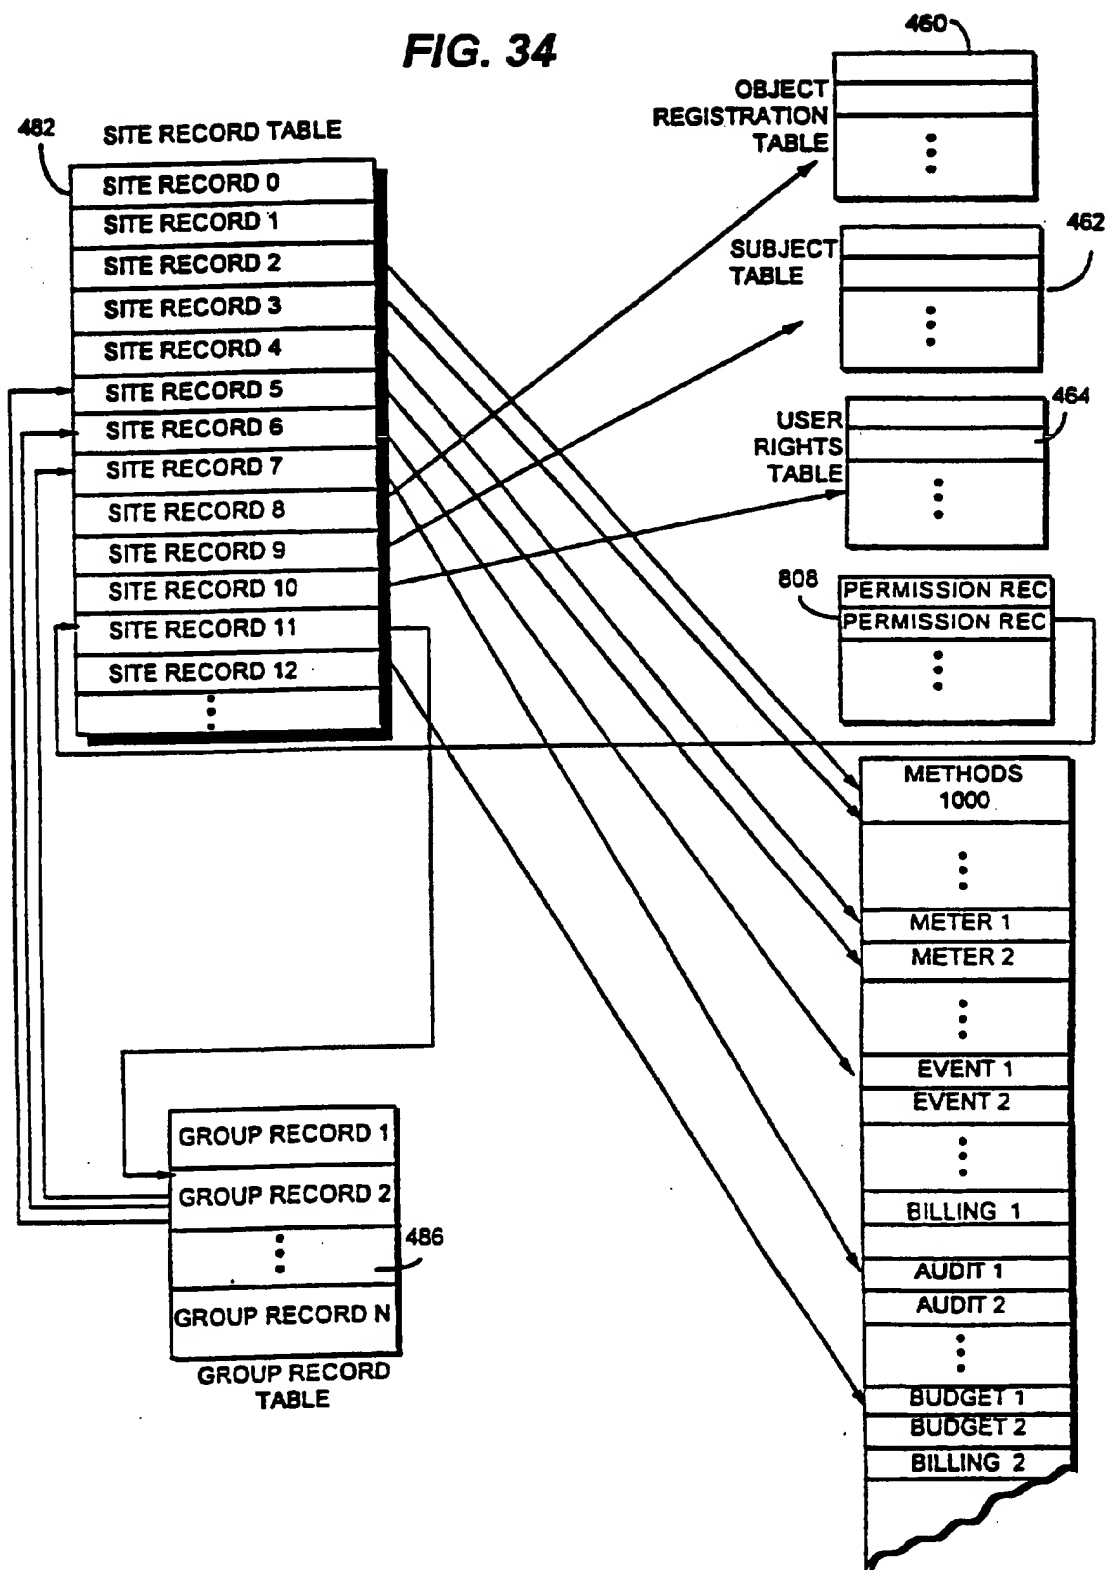 FIG. 34
460
OBJECT
REGISTRATION
TABLE
482
SITE RECORD TABLE
SITE RECORD 0
SITE RECORD 1
SITE RECORD 2
SITE RECORD 3
SITE RECORD 4
SITE RECORD 5
SITE RECORD 6
SITE RECORD 7
SITE RECORD 8
SITE RECORD 9
SITE RECORD 10
SITE RECORD 11
SITE RECORD 12
SUBJECT
TABLE
462
USER
RIGHTS
TABLE
464
808
PERMISSION REC
PERMISSION REC
METHODS
1000
METER 1
METER 2
EVENT 1
EVENT 2
BILLING 1
AUDIT 1
AUDIT 2
BUDGET 1
BUDGET 2
BILLING 2
GROUP RECORD 1
GROUP RECORD 2
486
GROUP RECORD N
GROUP RECORD
TABLE